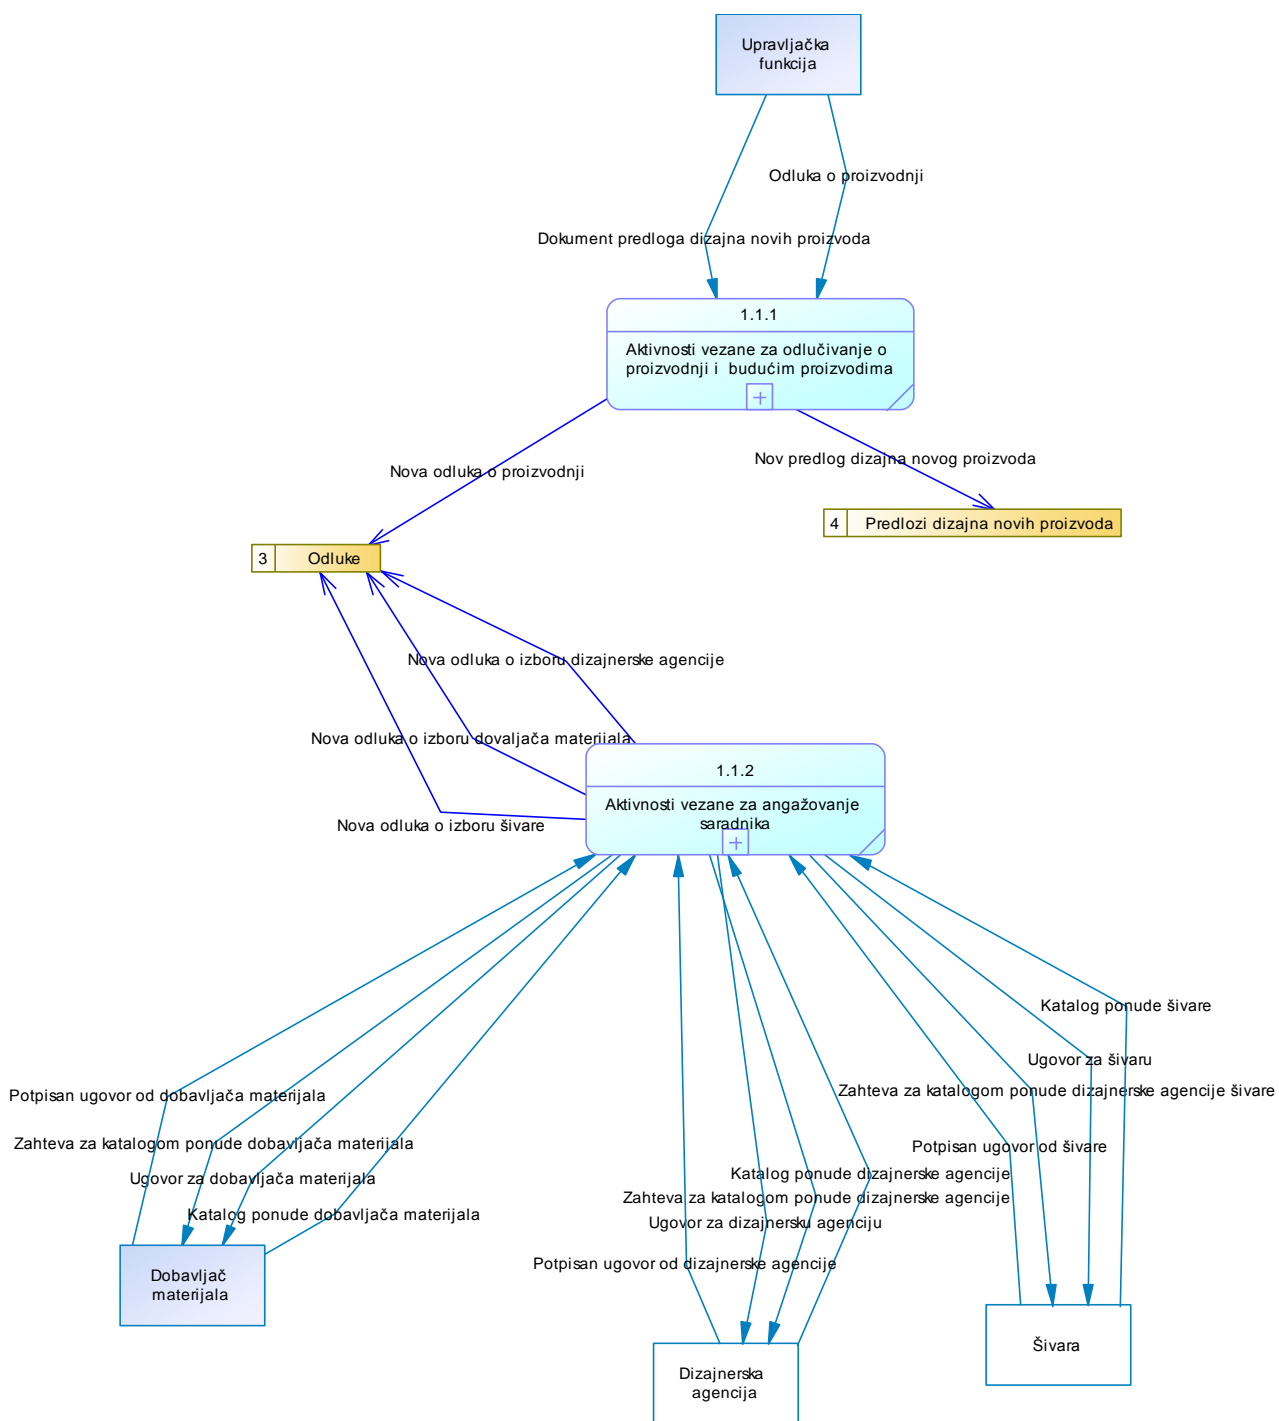 Upravljačka
funkcija
Odluka o proizvodnji
Dokument predloga dizajna novih proizvoda
1.1.1
Aktivnosti vezane za odlučivanje o
proizvodnji i  budućim proizvodima
Nova odluka o proizvodnji
Nov predlog dizajna novog proizvoda
4 Predlozi dizajna novih proizvoda
3 Odluke
Nova odluka o izboru dizajnerske agencije
Nova odluka o izboru dovaljača materijala
1.1.2
Aktivnosti vezane za angažovanje
saradnika
Nova odluka o izboru šivare
Katalog ponude šivare
Ugovor za šivaru
Zahteva za katalogom ponude dizajnerske agencije šivare
Potpisan ugovor od dobavljača materijala
Zahteva za katalogom ponude dobavljača materijala
Potpisan ugovor od šivare
Ugovor za dobavljača materijala
Katalog ponude dizajnerske agencije
Zahteva za katalogom ponude dizajnerske agencije
Katalog ponude dobavljača materijala
Ugovor za dizajnersku agenciju
Potpisan ugovor od dizajnerske agencije
Dobavljač
materijala
Šivara
Dizajnerska
agencija